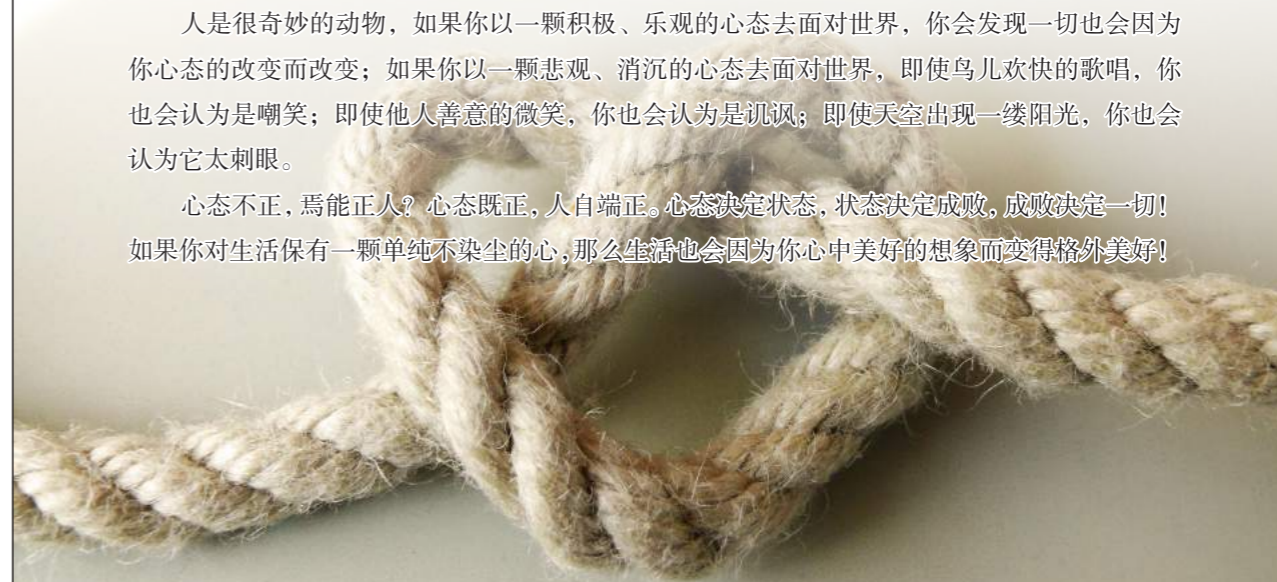 人是很奇妙的动物，如果你以一颗积极、乐观的心态去面对世界，你会发现一切也会因为
你心态的改变而改变；如果你以一颗悲观、消沉的心态去面对世界，即使鸟儿欢快的歌唱，你
也会认为是嘲笑；即使他人善意的微笑，你也会认为是讥讽；即使天空出现一缕阳光，你也会
认为它太刺眼。
心态不正，焉能正人？心态既正，人自端正。心态决定状态，状态决定成败，成败决定一切！
如果你对生活保有一颗单纯不染尘的心，那么生活也会因为你心中美好的想象而变得格外美好！